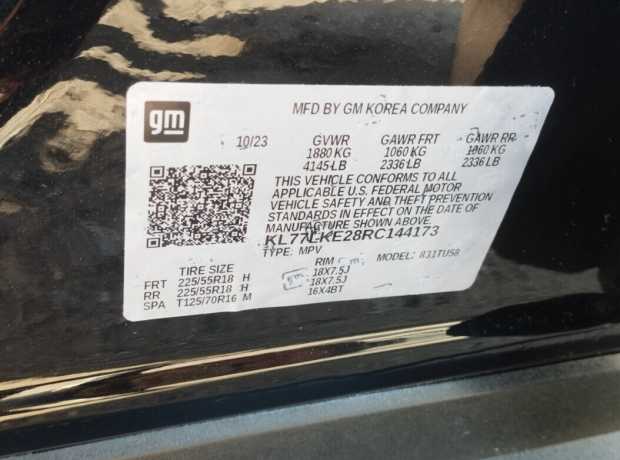 gm
MFD BY GM KOREA COMPANY
10/23 GVWR GAWR FRT GAWR RR
1880 KG 1060 KG 1060 KG
4145 LB 2336 LB 2336 LB
THIS VEHICLE CONFORMS TO ALL
APPLICABLE U.S. FEDERAL MOTOR
VEHICLE SAFETY AND THEFT PREVENTION
STANDARDS IN EFFECT ON THE DATE OF
MANUFACTURE SHOWN ABOVE.
KL77LKE28RC144173
TYPE: MPV MODEL: 831TU58
TIRE SIZE RIM
FRT 225/55R18 H 18X7.5J
RR 225/55R18 H gm 18X7.5J
SPA T125/70R16 M 16X4BT